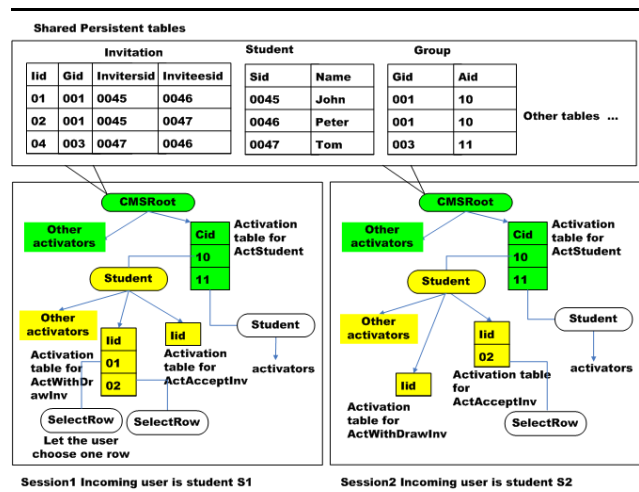 Shared Persistent tables
Invitation
Iid Gid Invitersid Inviteesid
01 001 0045 0046
02 001 0045 0047
04 003 0047 0046
Student
Sid Name
0045 John
0046 Peter
0047 Tom
Group
Gid Aid
001 10
001 10
003 11
Other tables ...
CMSRoot
Other
activators
Cid
10
11
Activation
table for
ActStudent
Student
Other
activators
Iid
01
02
Activation
table for
ActWithDr
awInv
Iid
Activation
table for
ActAcceptInv
Student
activators
SelectRow
Let the user
choose one row
SelectRow
Session1 Incoming user is student S1
CMSRoot
Other
activators
Cid
10
11
Activation
table for
ActStudent
Student
Other
activators
Iid
Activation
table for
ActWithDrawInv
Iid
02
Activation table
for
ActAcceptInv
Student
activators
SelectRow
Session2 Incoming user is student S2